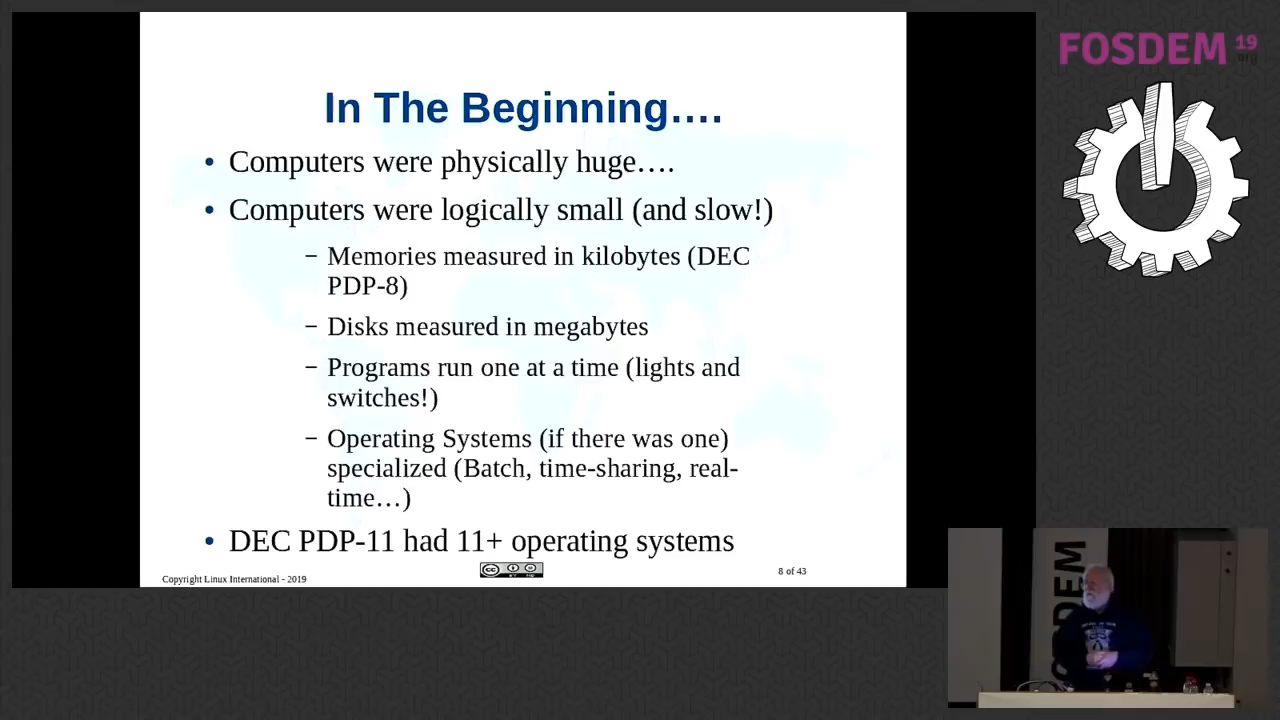 In The Beginning….
• Computers were physically huge….
• Computers were logically small (and slow!)
– Memories measured in kilobytes (DEC
PDP-8)
– Disks measured in megabytes
– Programs run one at a time (lights and
switches!)
– Operating Systems (if there was one)
specialized (Batch, time-sharing, real-
time…)
• DEC PDP-11 had 11+ operating systems
Copyright Linux International - 2019
cc
8 of 43
FOSDEM 19
.org